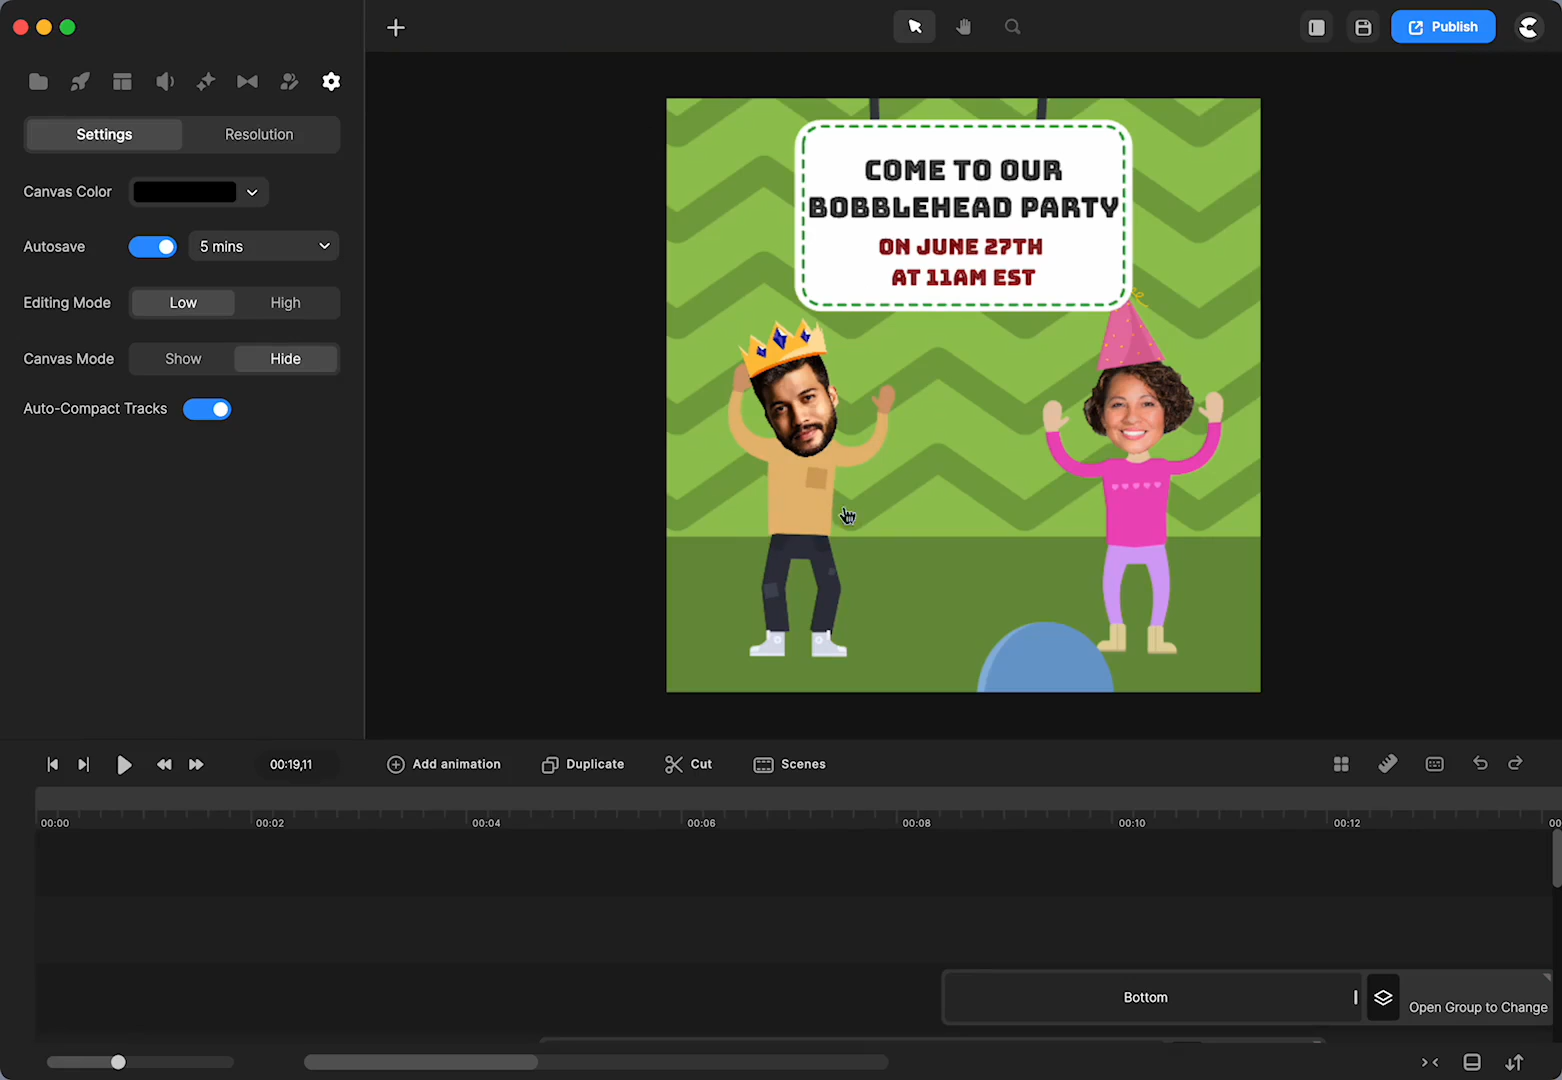 Publish
Settings
Resolution
Canvas Color
Autosave
5 mins
Editing Mode
Low
High
Canvas Mode
Show
Hide
Auto-Compact Tracks
COME TO OUR
BOBBLEHEAD PARTY
ON JUNE 27TH
AT 11AM EST
00:19,11
Add animation
Duplicate
Cut
Scenes
00:00
00:02
00:04
00:06
00:08
00:10
00:12
00
Bottom
Open Group to Change